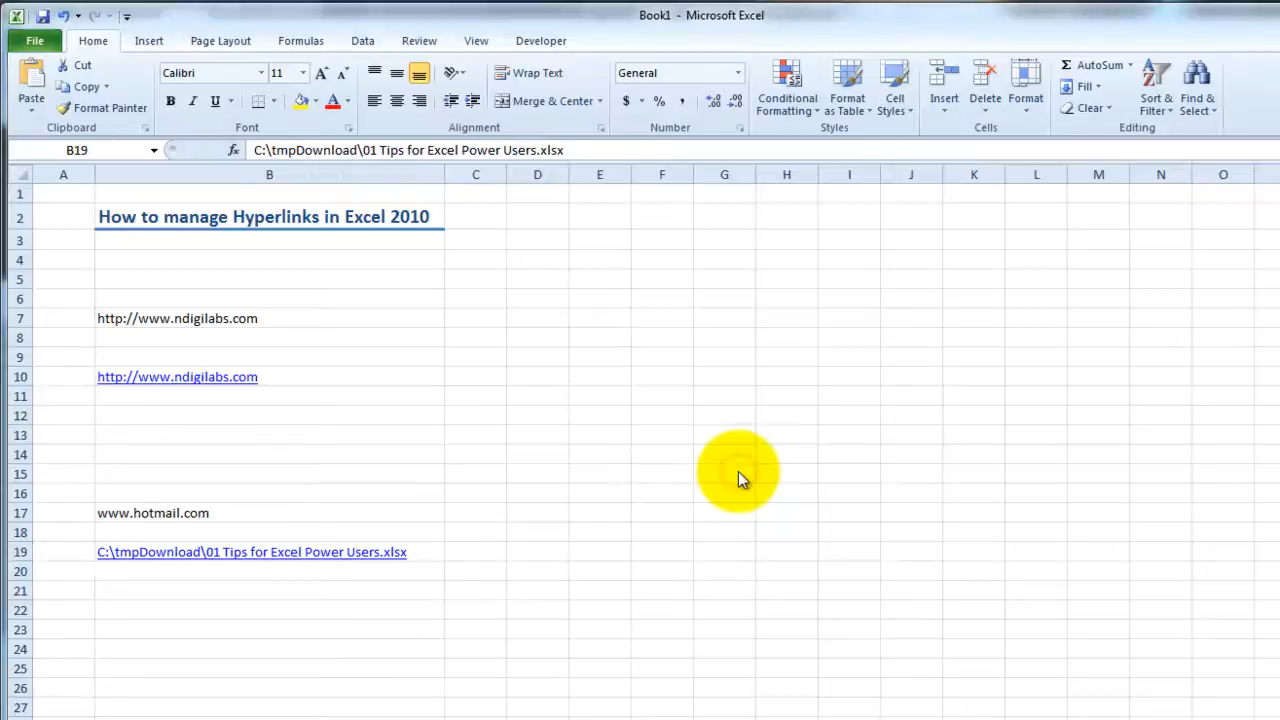 Book1 - Microsoft Excel
File Home Insert Page Layout Formulas Data Review View Developer
Paste
Cut
Copy
Format Painter
Clipboard
Calibri 11
B I U A
Font
Wrap Text
Merge & Center
Alignment
General
$ % ,
Number
Conditional Formatting
Format as Table
Cell Styles
Styles
Insert Delete Format
Cells
Σ AutoSum
Fill
Clear
Sort & Filter
Find & Select
Editing
B19 fx C:\tmpDownload\01 Tips for Excel Power Users.xlsx
A B C D E F G H I J K L M N O
1
2 How to manage Hyperlinks in Excel 2010
3
4
5
6
7 http://www.ndigilabs.com
8
9
10 http://www.ndigilabs.com
11
12
13
14
15
16
17 www.hotmail.com
18
19 C:\tmpDownload\01 Tips for Excel Power Users.xlsx
20
21
22
23
24
25
26
27